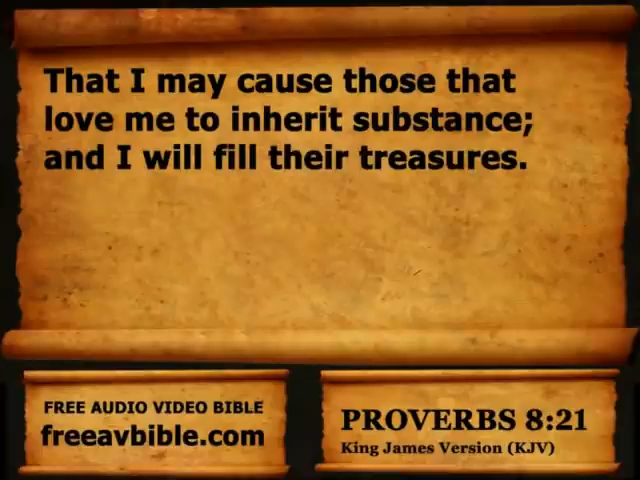 That I may cause those that
love me to inherit substance;
and I will fill their treasures.
FREE AUDIO VIDEO BIBLE
freeavbible.com
PROVERBS 8:21
King James Version (KJV)